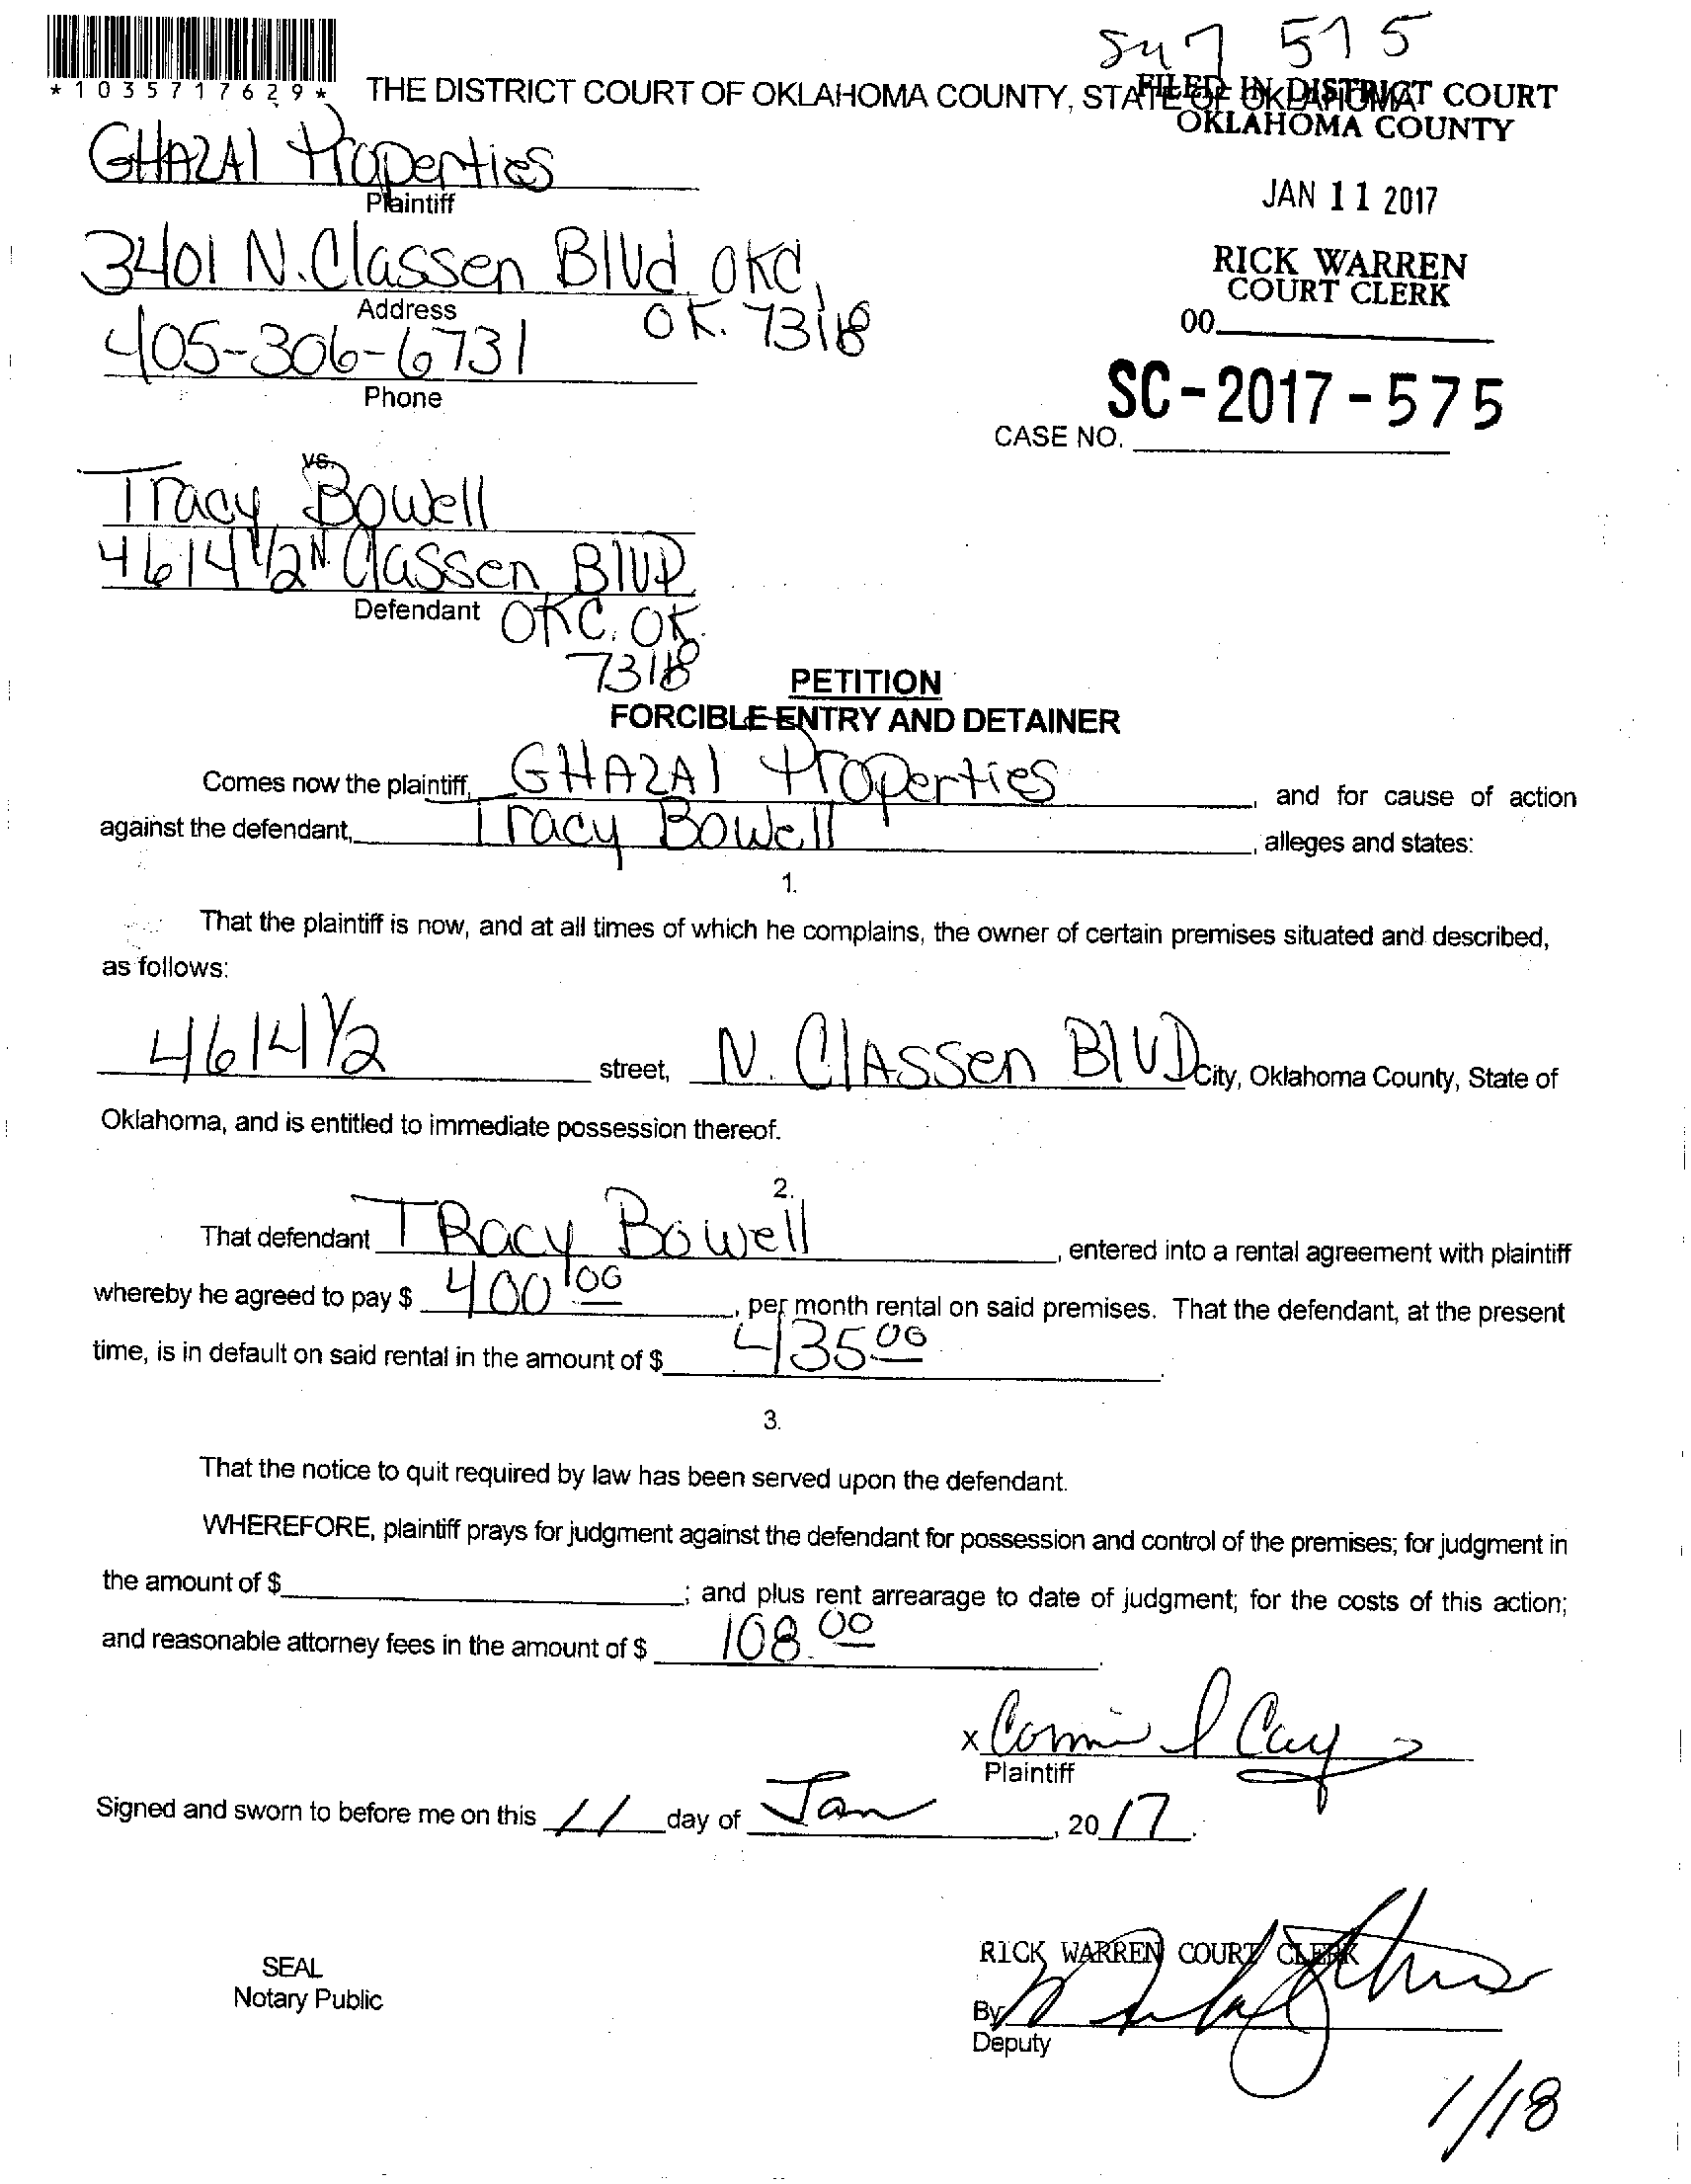 575
*1035717629*
THE DISTRICT COURT OF OKLAHOMA COUNTY, STATE OF OKLAHOMA
FILED IN DISTRICT COURT
OKLAHOMA COUNTY
GHAZAl Properties
Plaintiff
JAN 11 2017
3401 N. Classen Blvd. OKC,
Address
OK. 73118
RICK WARREN
COURT CLERK
405-306-6731
Phone
00
SC-2017-575
CASE NO.
vs.
Tracy Bowell
4614 1/2 N. Classen BlVD
Defendant
OKC. OK.
73118
PETITION
FORCIBLE ENTRY AND DETAINER
Comes now the plaintiff, GHAZAl Properties, and for cause of action
against the defendant, Tracy Bowell, alleges and states:
1.
That the plaintiff is now, and at all times of which he complains, the owner of certain premises situated and described,
as follows:
4614 1/2 street, N. ClASSen BlVD City, Oklahoma County, State of
Oklahoma, and is entitled to immediate possession thereof.
2.
That defendant TRacy Bowell, entered into a rental agreement with plaintiff
whereby he agreed to pay $ 400.00, per month rental on said premises. That the defendant, at the present
time, is in default on said rental in the amount of $ 435.00.
3.
That the notice to quit required by law has been served upon the defendant.
WHEREFORE, plaintiff prays for judgment against the defendant for possession and control of the premises; for judgment in
the amount of $ ; and plus rent arrearage to date of judgment; for the costs of this action;
and reasonable attorney fees in the amount of $ 108.00.
x
Plaintiff
Signed and sworn to before me on this 11 day of Jan, 2017.
SEAL
Notary Public
RICK WARREN COURT CLERK
By
Deputy
1/18